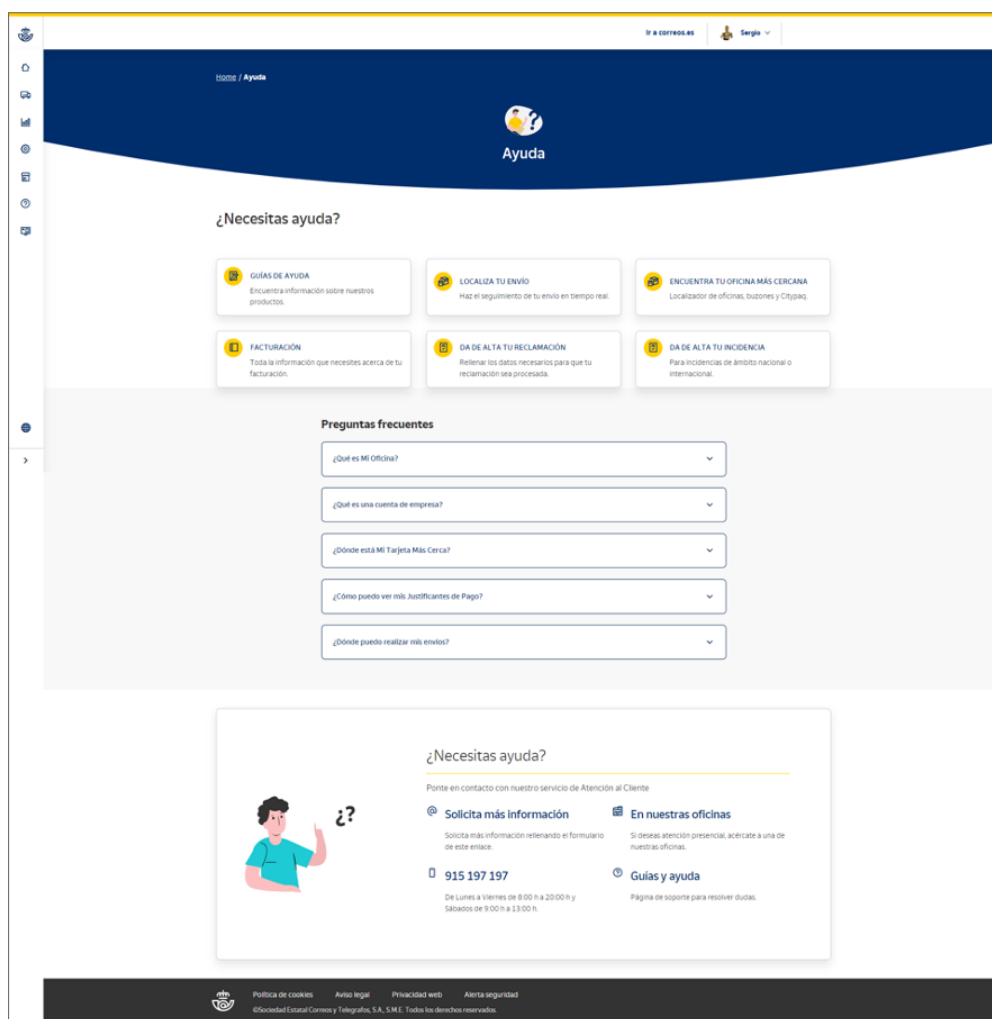 Ir a correos.es
Sergio
Home / Ayuda
Ayuda
¿Necesitas ayuda?
GUÍAS DE AYUDA
Encuentra información sobre nuestros
productos.
LOCALIZA TU ENVÍO
Haz el seguimiento de tu envío en tiempo real.
ENCUENTRA TU OFICINA MÁS CERCANA
Localizador de oficinas, buzones y Citypaq.
FACTURACIÓN
Toda la información que necesites acerca de tu
facturación.
DA DE ALTA TU RECLAMACIÓN
Rellenar los datos necesarios para que tu
reclamación sea procesada.
DA DE ALTA TU INCIDENCIA
Para incidencias de ámbito nacional o
internacional.
Preguntas frecuentes
¿Qué es Mi Oficina?
¿Qué es una cuenta de empresa?
¿Dónde está Mi Tarjeta Más Cerca?
¿Cómo puedo ver mis Justificantes de Pago?
¿Dónde puedo realizar mis envíos?
¿?
¿Necesitas ayuda?
Ponte en contacto con nuestro servicio de Atención al Cliente
Solicita más información
Solicita más información rellenando el formulario
de este enlace.
En nuestras oficinas
Si deseas atención presencial, acércate a una de
nuestras oficinas.
915 197 197
De Lunes a Viernes de 8:00 h a 20:00 h y
Sábados de 9:00 h a 13:00 h.
Guías y ayuda
Página de soporte para resolver dudas.
Política de cookies Aviso legal Privacidad web Alerta seguridad
©Sociedad Estatal Correos y Telegrafos, S.A., S.M.E. Todos los derechos reservados.